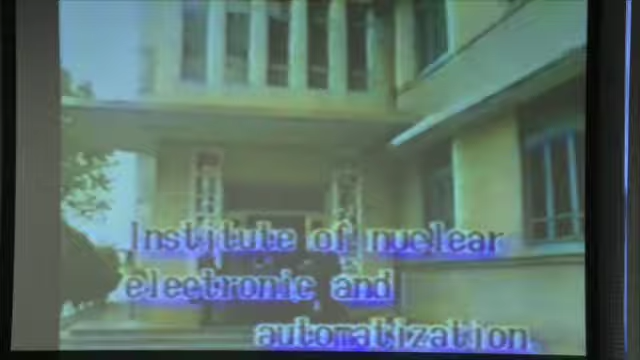 Institute of nuclear
electronic and
automatization